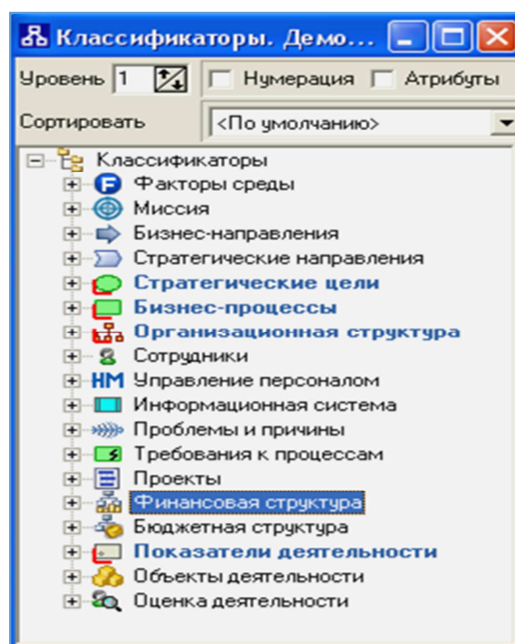 Классификаторы. Демо...
Уровень 1 Нумерация Атрибуты
Сортировать <По умолчанию>
Классификаторы
F Факторы среды
Миссия
Бизнес-направления
Стратегические направления
Стратегические цели
Бизнес-процессы
Организационная структура
Сотрудники
НМ Управление персоналом
Информационная система
Проблемы и причины
Требования к процессам
Проекты
Финансовая структура
Бюджетная структура
Показатели деятельности
Объекты деятельности
Оценка деятельности